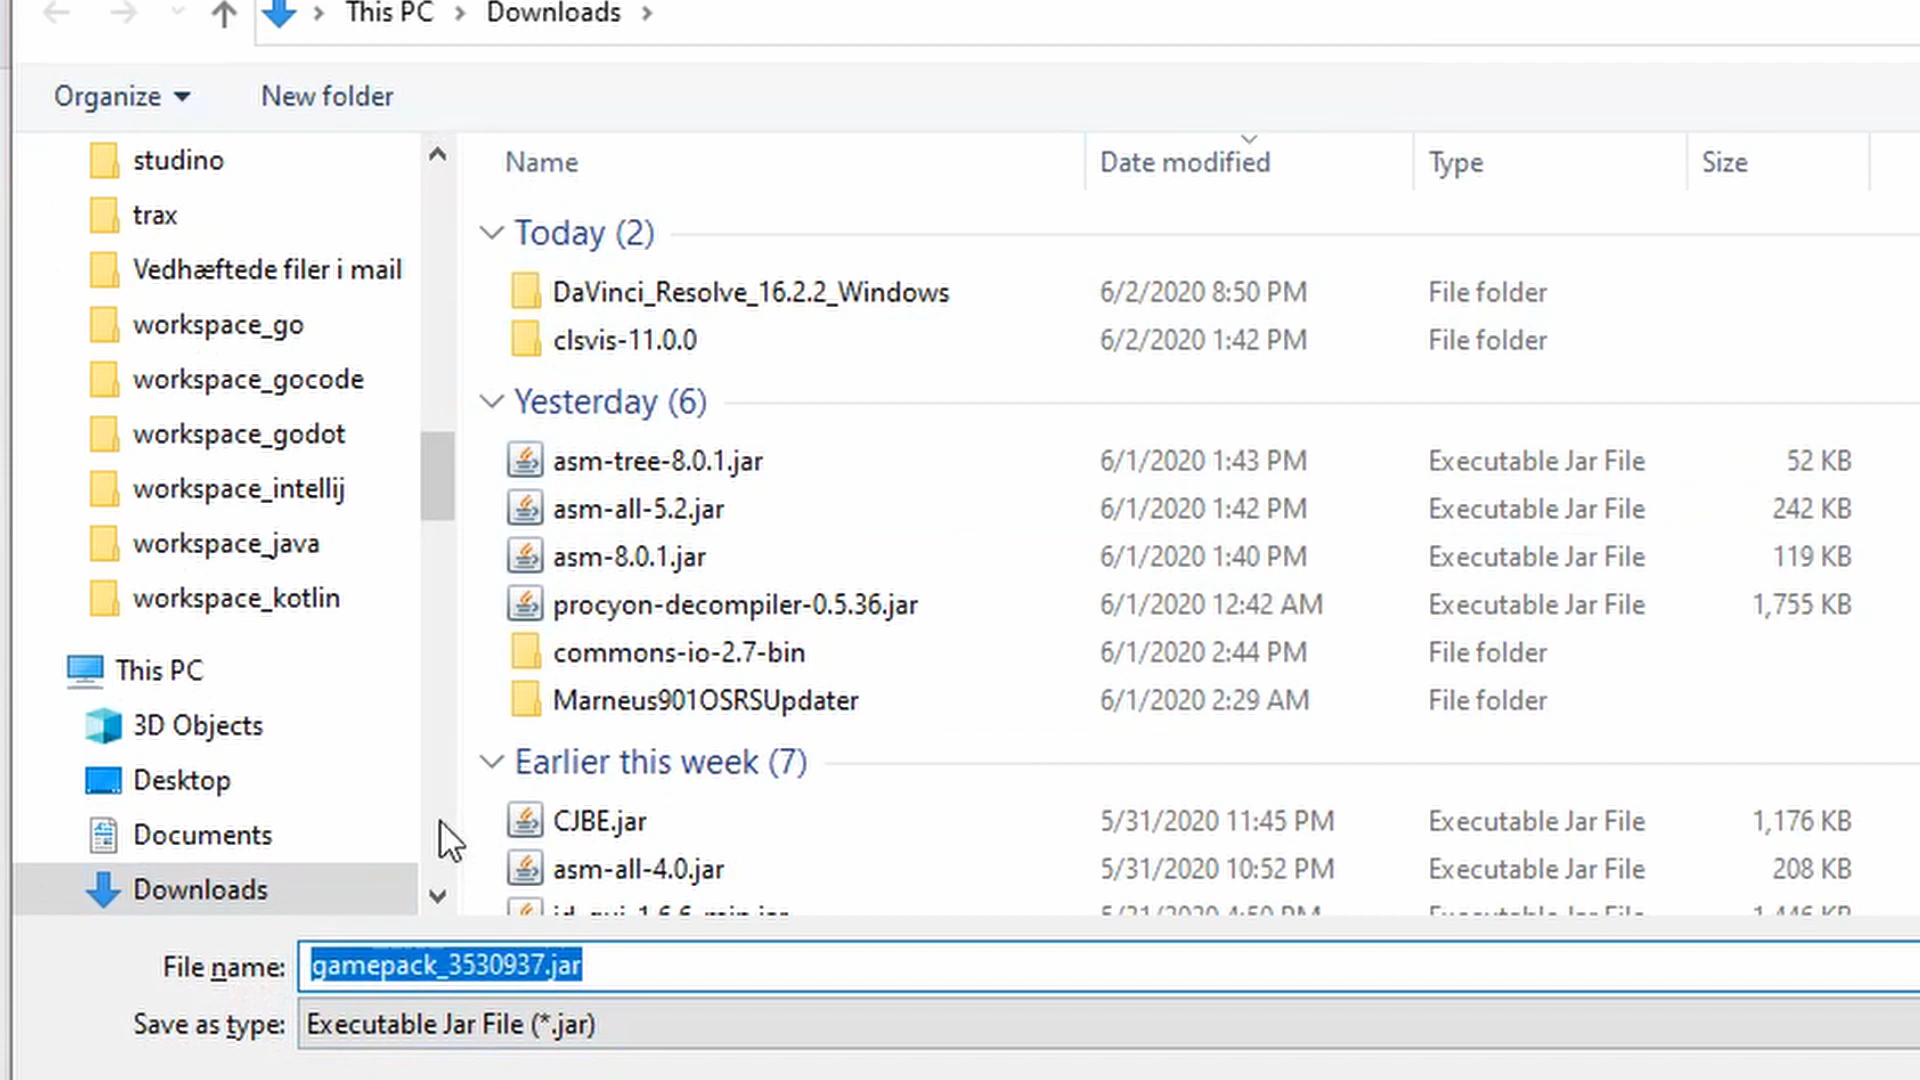 This PC > Downloads >
Organize
New folder
studino
trax
Vedhæftede filer i mail
workspace_go
workspace_gocode
workspace_godot
workspace_intellij
workspace_java
workspace_kotlin
This PC
3D Objects
Desktop
Documents
Downloads
Name Date modified Type Size
Today (2)
DaVinci_Resolve_16.2.2_Windows 6/2/2020 8:50 PM File folder
clsvis-11.0.0 6/2/2020 1:42 PM File folder
Yesterday (6)
asm-tree-8.0.1.jar 6/1/2020 1:43 PM Executable Jar File 52 KB
asm-all-5.2.jar 6/1/2020 1:42 PM Executable Jar File 242 KB
asm-8.0.1.jar 6/1/2020 1:40 PM Executable Jar File 119 KB
procyon-decompiler-0.5.36.jar 6/1/2020 12:42 AM Executable Jar File 1,755 KB
commons-io-2.7-bin 6/1/2020 2:44 PM File folder
Marneus901OSRSUpdater 6/1/2020 2:29 AM File folder
Earlier this week (7)
CJBE.jar 5/31/2020 11:45 PM Executable Jar File 1,176 KB
asm-all-4.0.jar 5/31/2020 10:52 PM Executable Jar File 208 KB
File name: gamepack_3530937.jar
Save as type: Executable Jar File (*.jar)